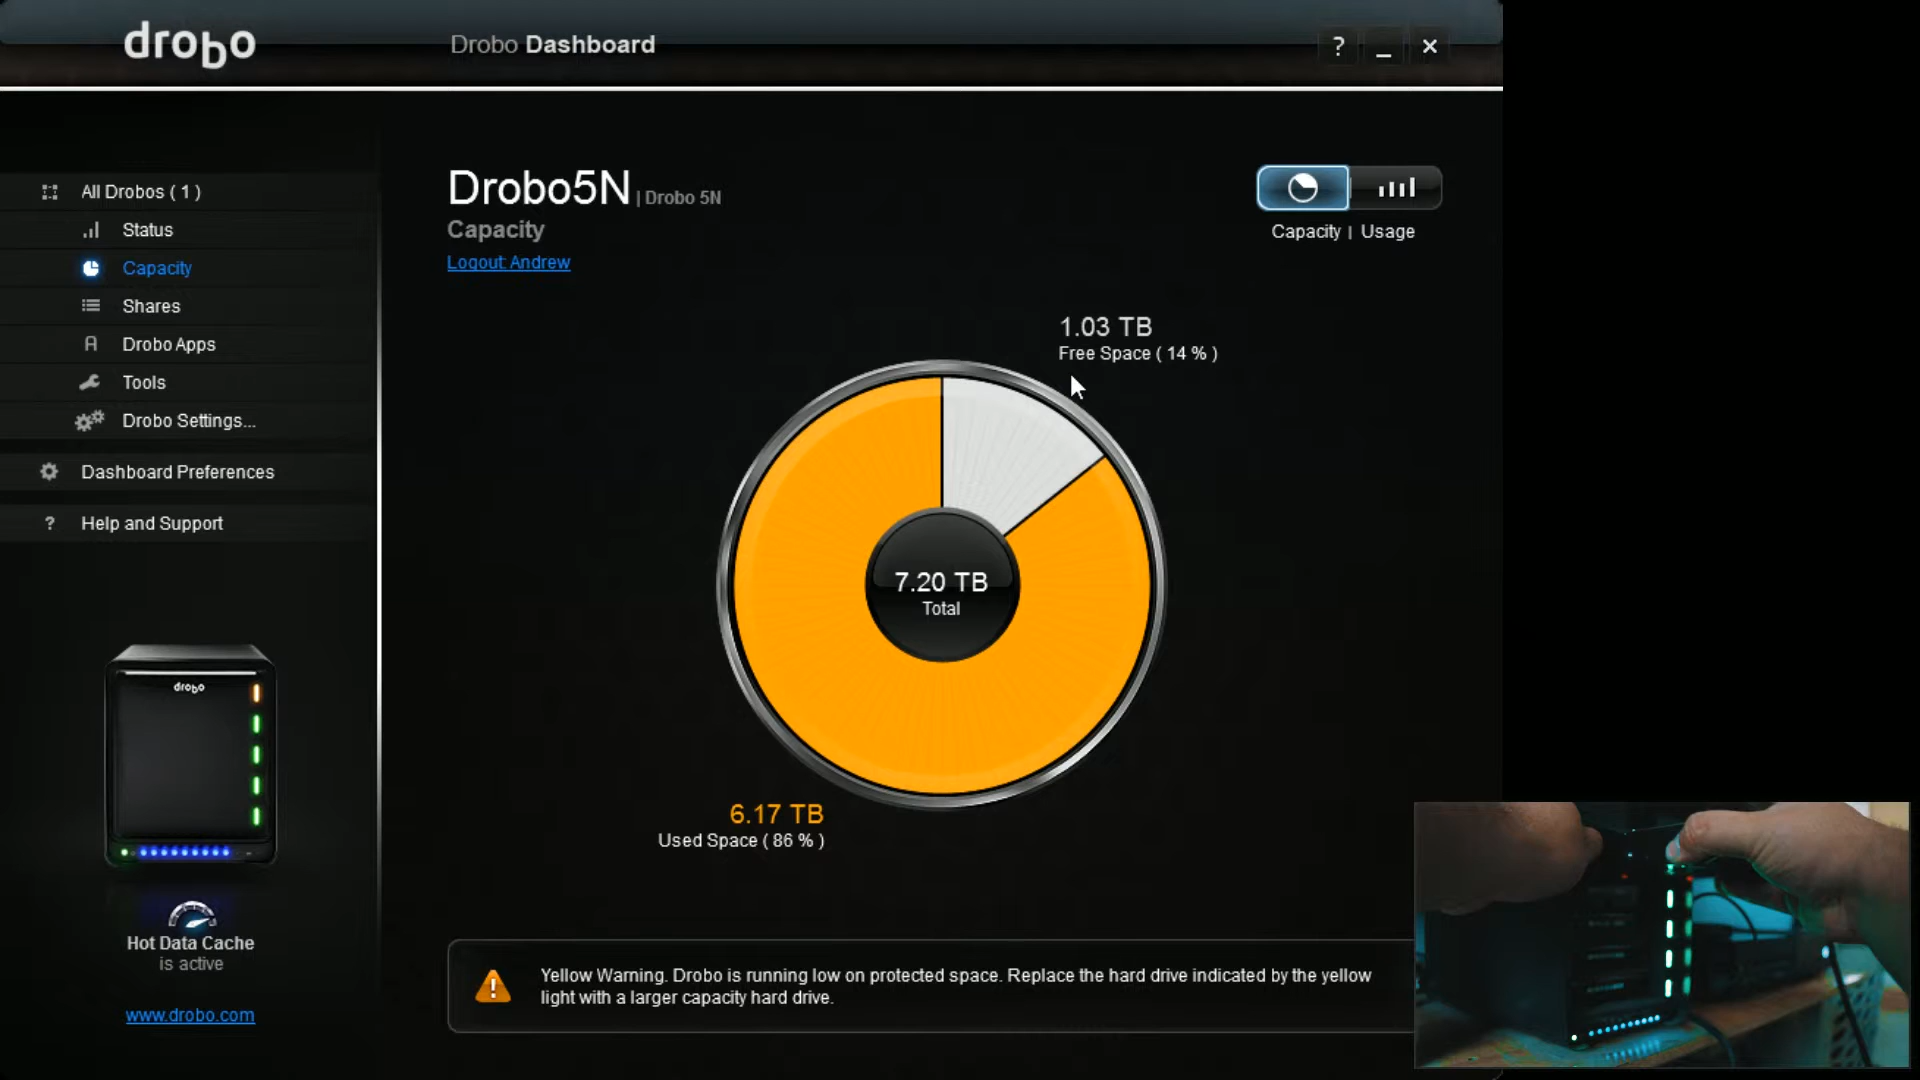 drobo
Drobo Dashboard
? _ ×
All Drobos ( 1 )
Status
Capacity
Shares
Drobo Apps
Tools
Drobo Settings...
Dashboard Preferences
? Help and Support
drobo
Hot Data Cache
is active
www.drobo.com
Drobo5N | Drobo 5N
Capacity
Logout: Andrew
Capacity | Usage
1.03 TB
Free Space ( 14 % )
7.20 TB
Total
6.17 TB
Used Space ( 86 % )
Yellow Warning. Drobo is running low on protected space. Replace the hard drive indicated by the yellow
light with a larger capacity hard drive.